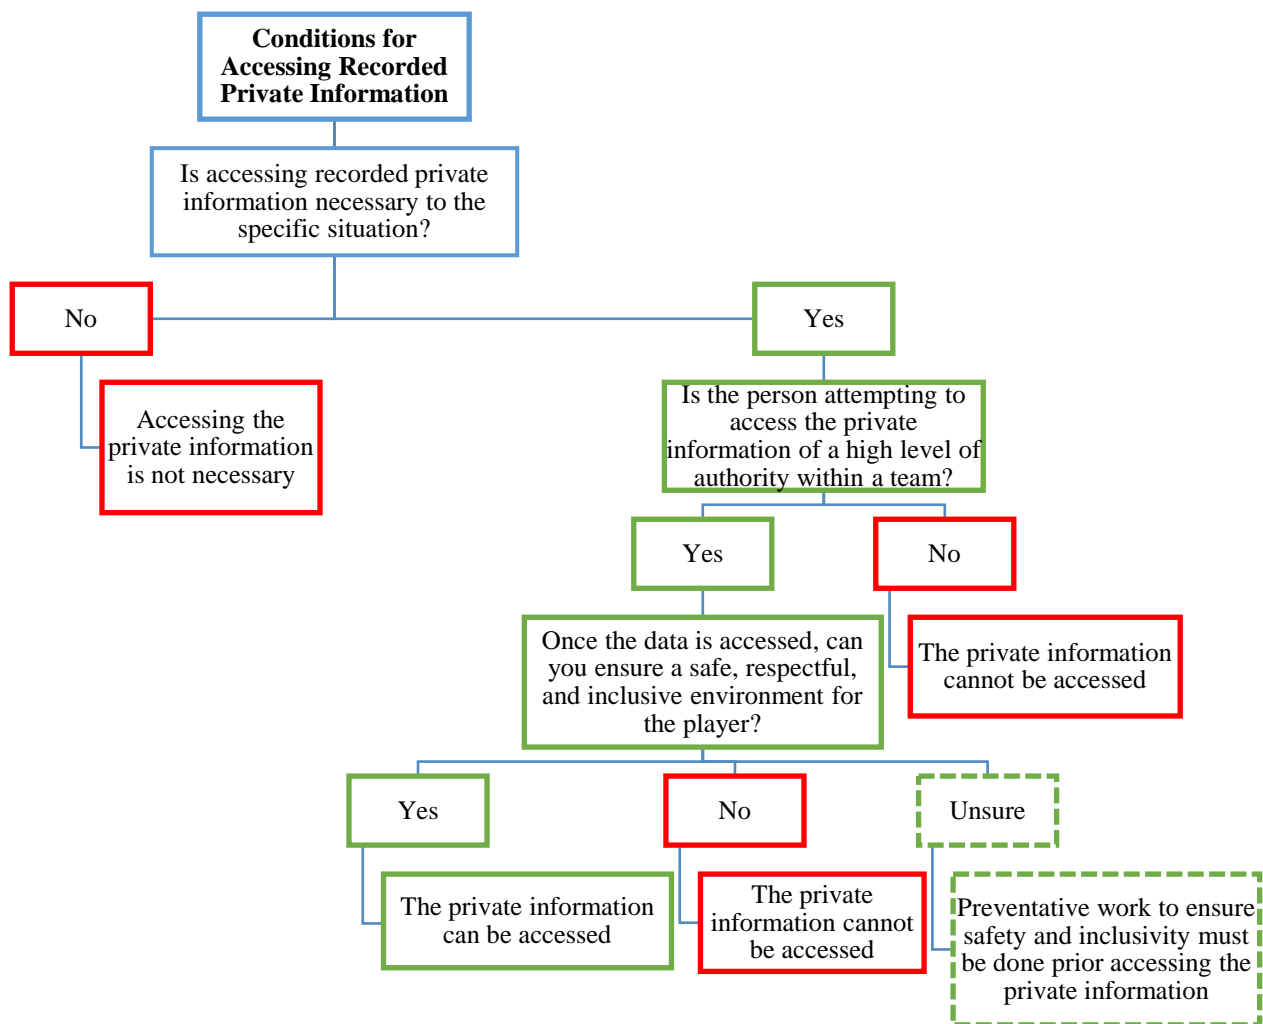 Conditions for
Accessing Recorded
Private Information
Is accessing recorded private
information necessary to the
specific situation?
No
Yes
Accessing the
private information
is not necessary
Is the person attempting to
access the private
information of a high level of
authority within a team?
Yes
No
Once the data is accessed, can
you ensure a safe, respectful,
and inclusive environment for
the player?
The private information
cannot be accessed
Yes
No
Unsure
The private information
can be accessed
The private
information cannot
be accessed
Preventative work to ensure
safety and inclusivity must
be done prior accessing the
private information